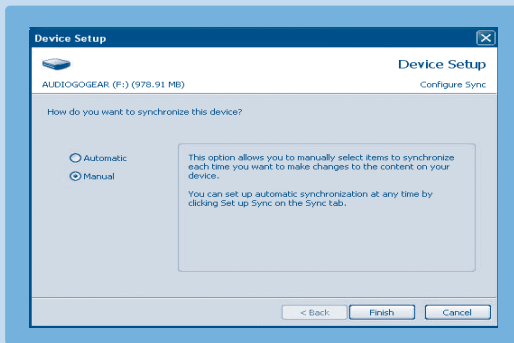 Device Setup
Device Setup
AUDIOGOGEAR (F:) (978.91 MB)
Configure Sync
How do you want to synchronize this device?
Automatic
Manual
This option allows you to manually select items to synchronize
each time you want to make changes to the content on your
device.
You can set up automatic synchronization at any time by
clicking Set up Sync on the Sync tab.
< Back
Finish
Cancel